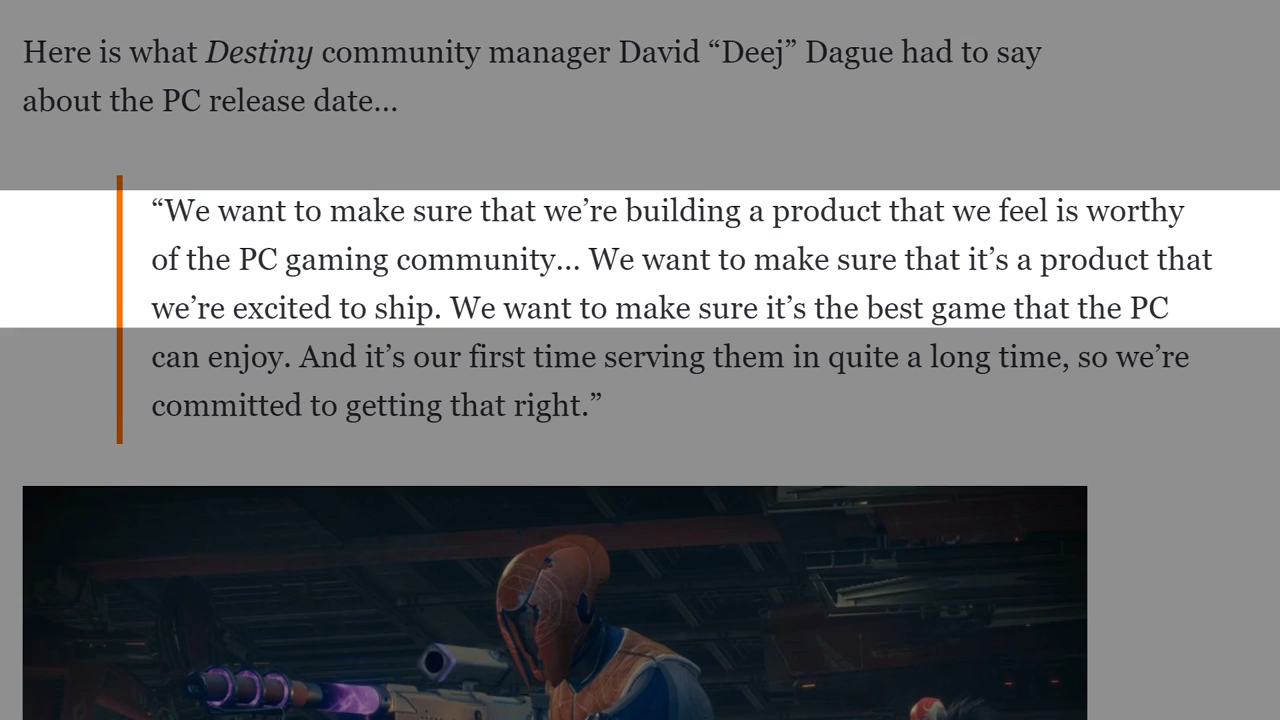 Here is what Destiny community manager David “Deej” Dague had to say
about the PC release date...
“We want to make sure that we’re building a product that we feel is worthy
of the PC gaming community... We want to make sure that it’s a product that
we’re excited to ship. We want to make sure it’s the best game that the PC
can enjoy. And it’s our first time serving them in quite a long time, so we’re
committed to getting that right.”